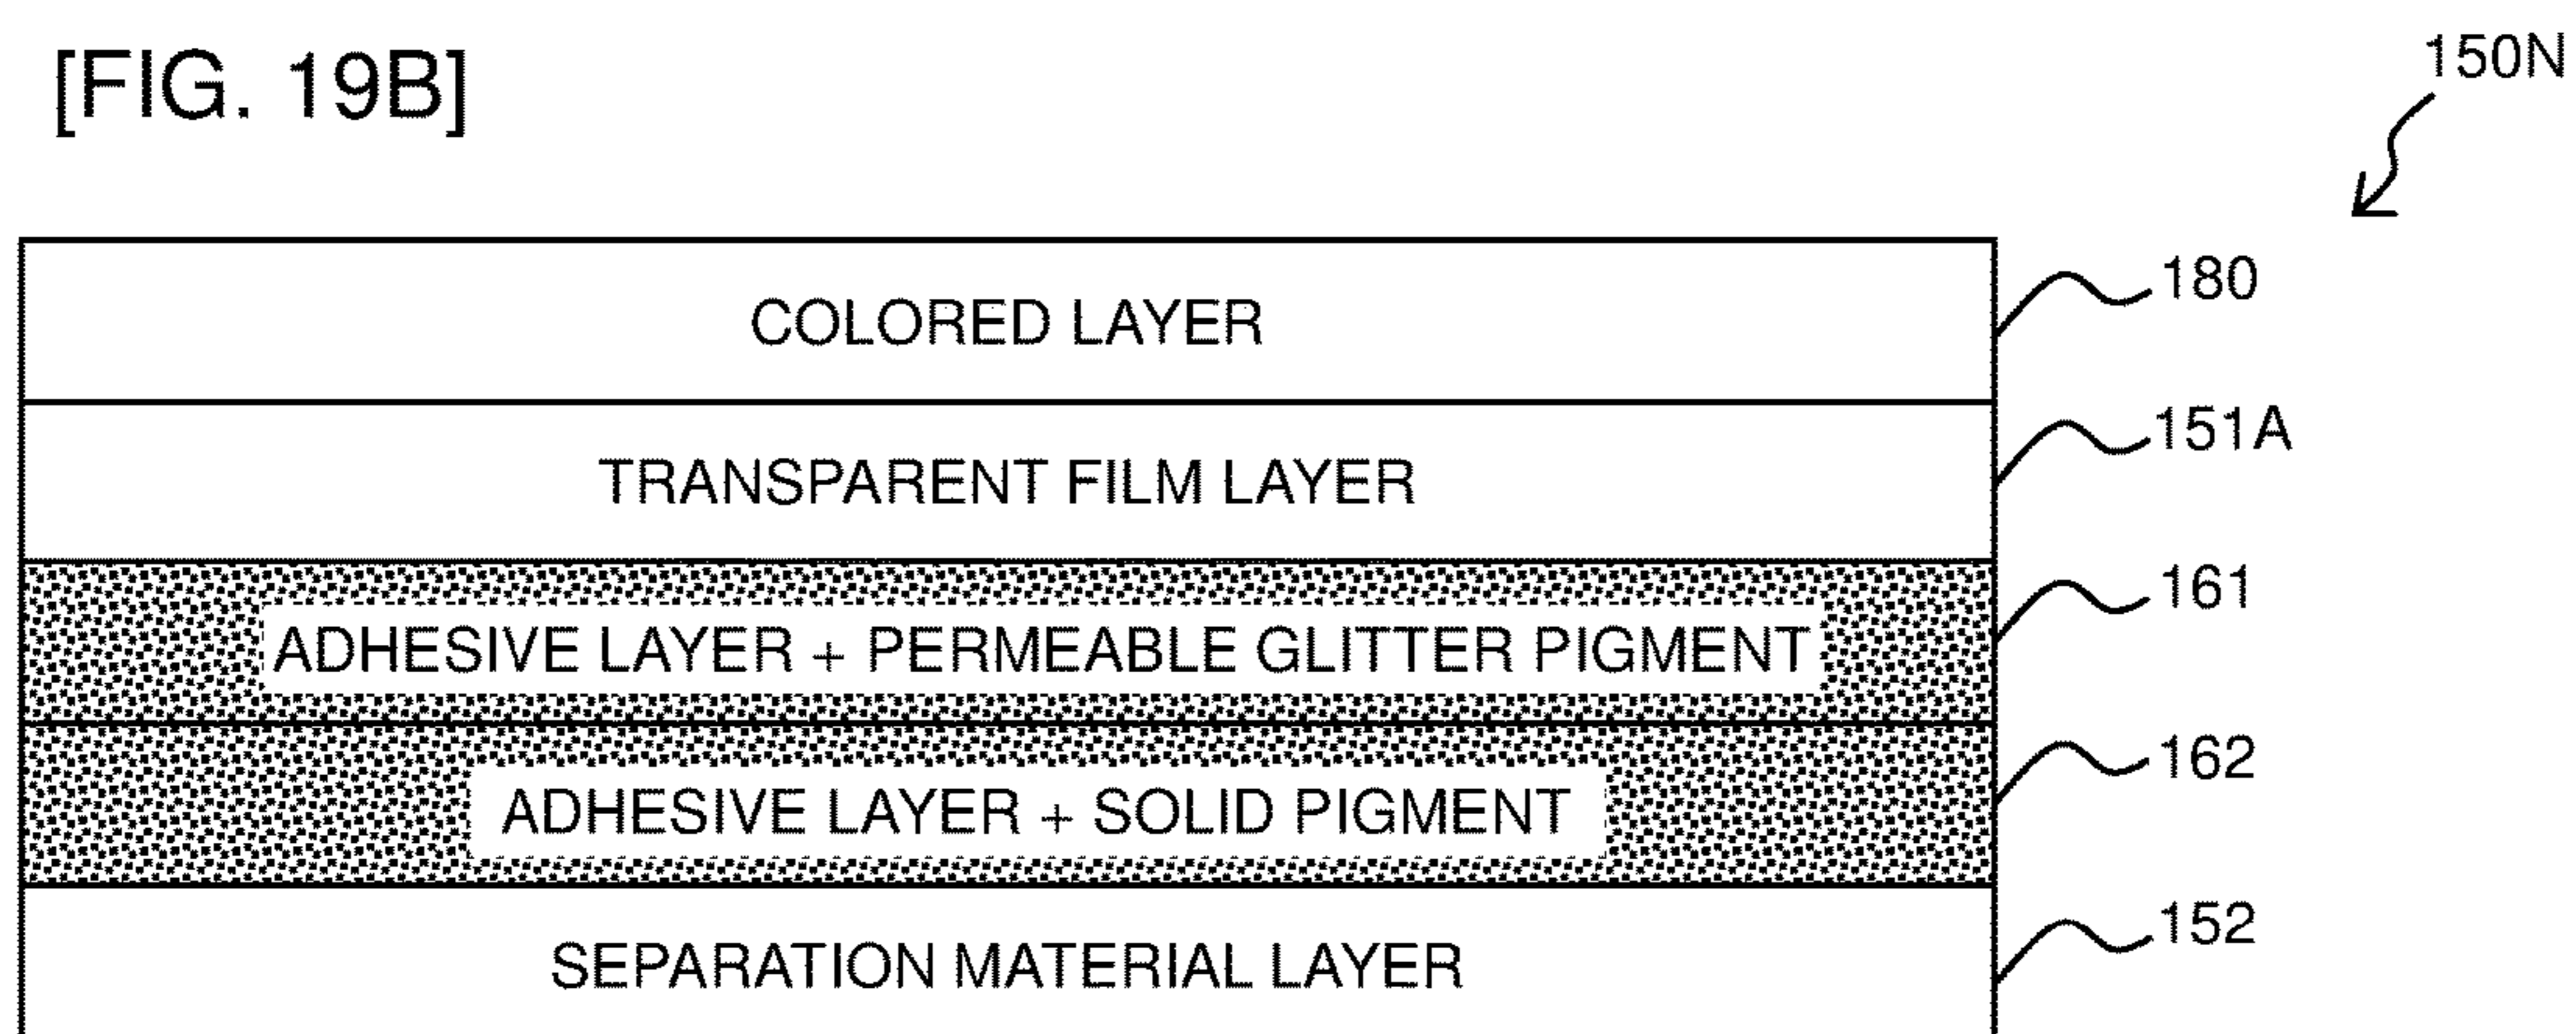 [FIG. 19B]
150N
COLORED LAYER
180
TRANSPARENT FILM LAYER
151A
ADHESIVE LAYER + PERMEABLE GLITTER PIGMENT
161
ADHESIVE LAYER + SOLID PIGMENT
162
SEPARATION MATERIAL LAYER
152